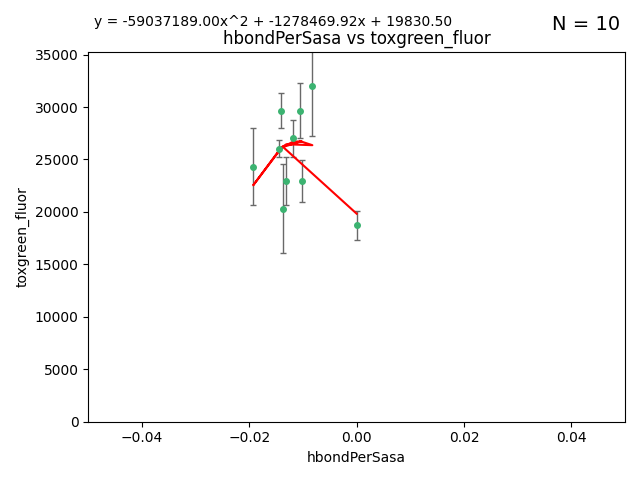 y = -59037189.00x^2 + -1278469.92x + 19830.50
N = 10
hbondPerSasa vs toxgreen_fluor
35000
30000
25000
20000
15000
10000
5000
0
toxgreen_fluor
−0.04
−0.02
0.00
0.02
0.04
hbondPerSasa